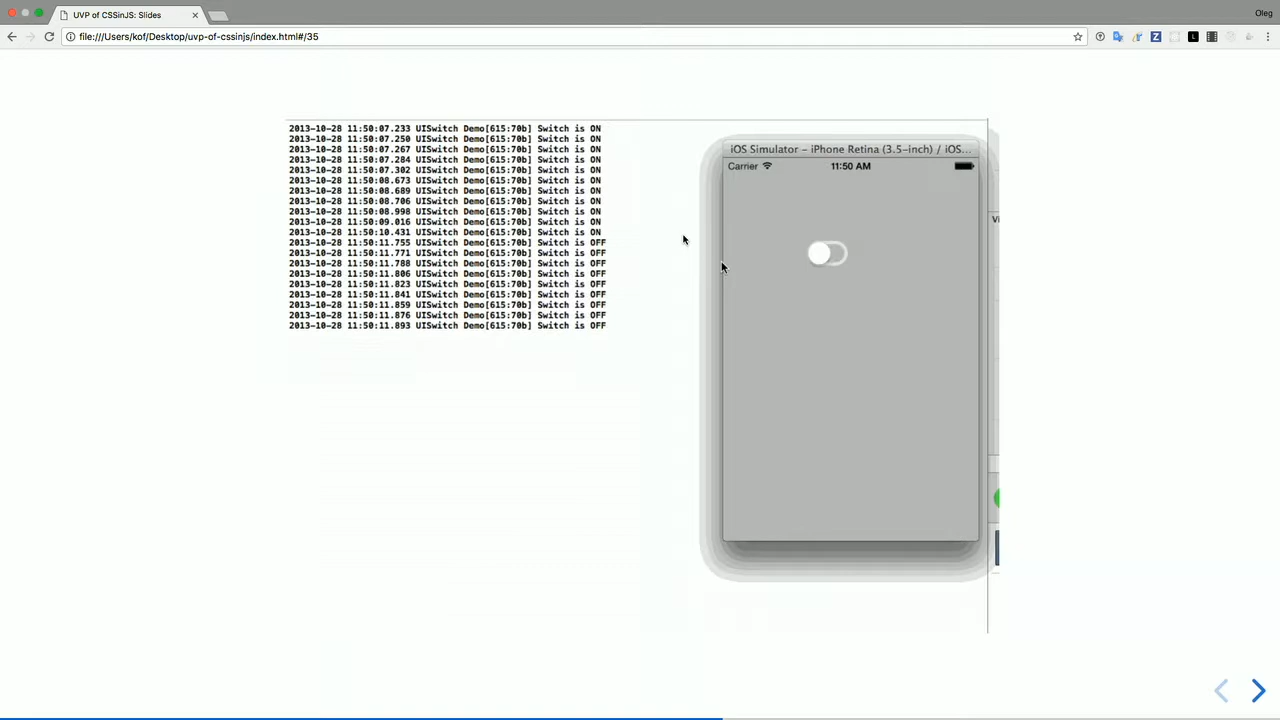 UVP of CSSinJS: Slides
Oleg
file:///Users/kof/Desktop/uvp-of-cssinjs/index.html#/35
2013-10-28 11:50:07.233 UISwitch Demo[615:70b] Switch is ON
2013-10-28 11:50:07.250 UISwitch Demo[615:70b] Switch is ON
2013-10-28 11:50:07.267 UISwitch Demo[615:70b] Switch is ON
2013-10-28 11:50:07.284 UISwitch Demo[615:70b] Switch is ON
2013-10-28 11:50:07.302 UISwitch Demo[615:70b] Switch is ON
2013-10-28 11:50:08.673 UISwitch Demo[615:70b] Switch is ON
2013-10-28 11:50:08.689 UISwitch Demo[615:70b] Switch is ON
2013-10-28 11:50:08.706 UISwitch Demo[615:70b] Switch is ON
2013-10-28 11:50:08.998 UISwitch Demo[615:70b] Switch is ON
2013-10-28 11:50:09.016 UISwitch Demo[615:70b] Switch is ON
2013-10-28 11:50:10.431 UISwitch Demo[615:70b] Switch is ON
2013-10-28 11:50:11.755 UISwitch Demo[615:70b] Switch is OFF
2013-10-28 11:50:11.771 UISwitch Demo[615:70b] Switch is OFF
2013-10-28 11:50:11.788 UISwitch Demo[615:70b] Switch is OFF
2013-10-28 11:50:11.806 UISwitch Demo[615:70b] Switch is OFF
2013-10-28 11:50:11.823 UISwitch Demo[615:70b] Switch is OFF
2013-10-28 11:50:11.841 UISwitch Demo[615:70b] Switch is OFF
2013-10-28 11:50:11.859 UISwitch Demo[615:70b] Switch is OFF
2013-10-28 11:50:11.876 UISwitch Demo[615:70b] Switch is OFF
2013-10-28 11:50:11.893 UISwitch Demo[615:70b] Switch is OFF
iOS Simulator – iPhone Retina (3.5-inch) / iOS...
Carrier 11:50 AM